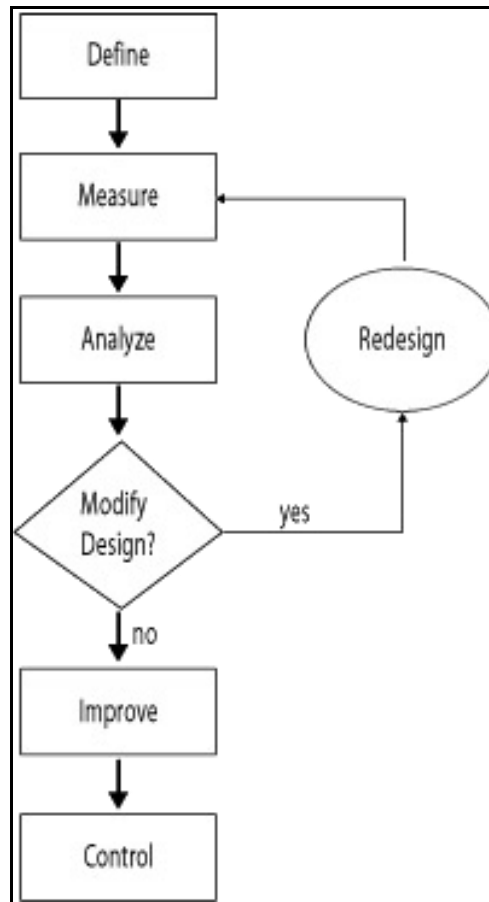 Define
Measure
Analyze
Redesign
Modify
Design?
yes
no
Improve
Control